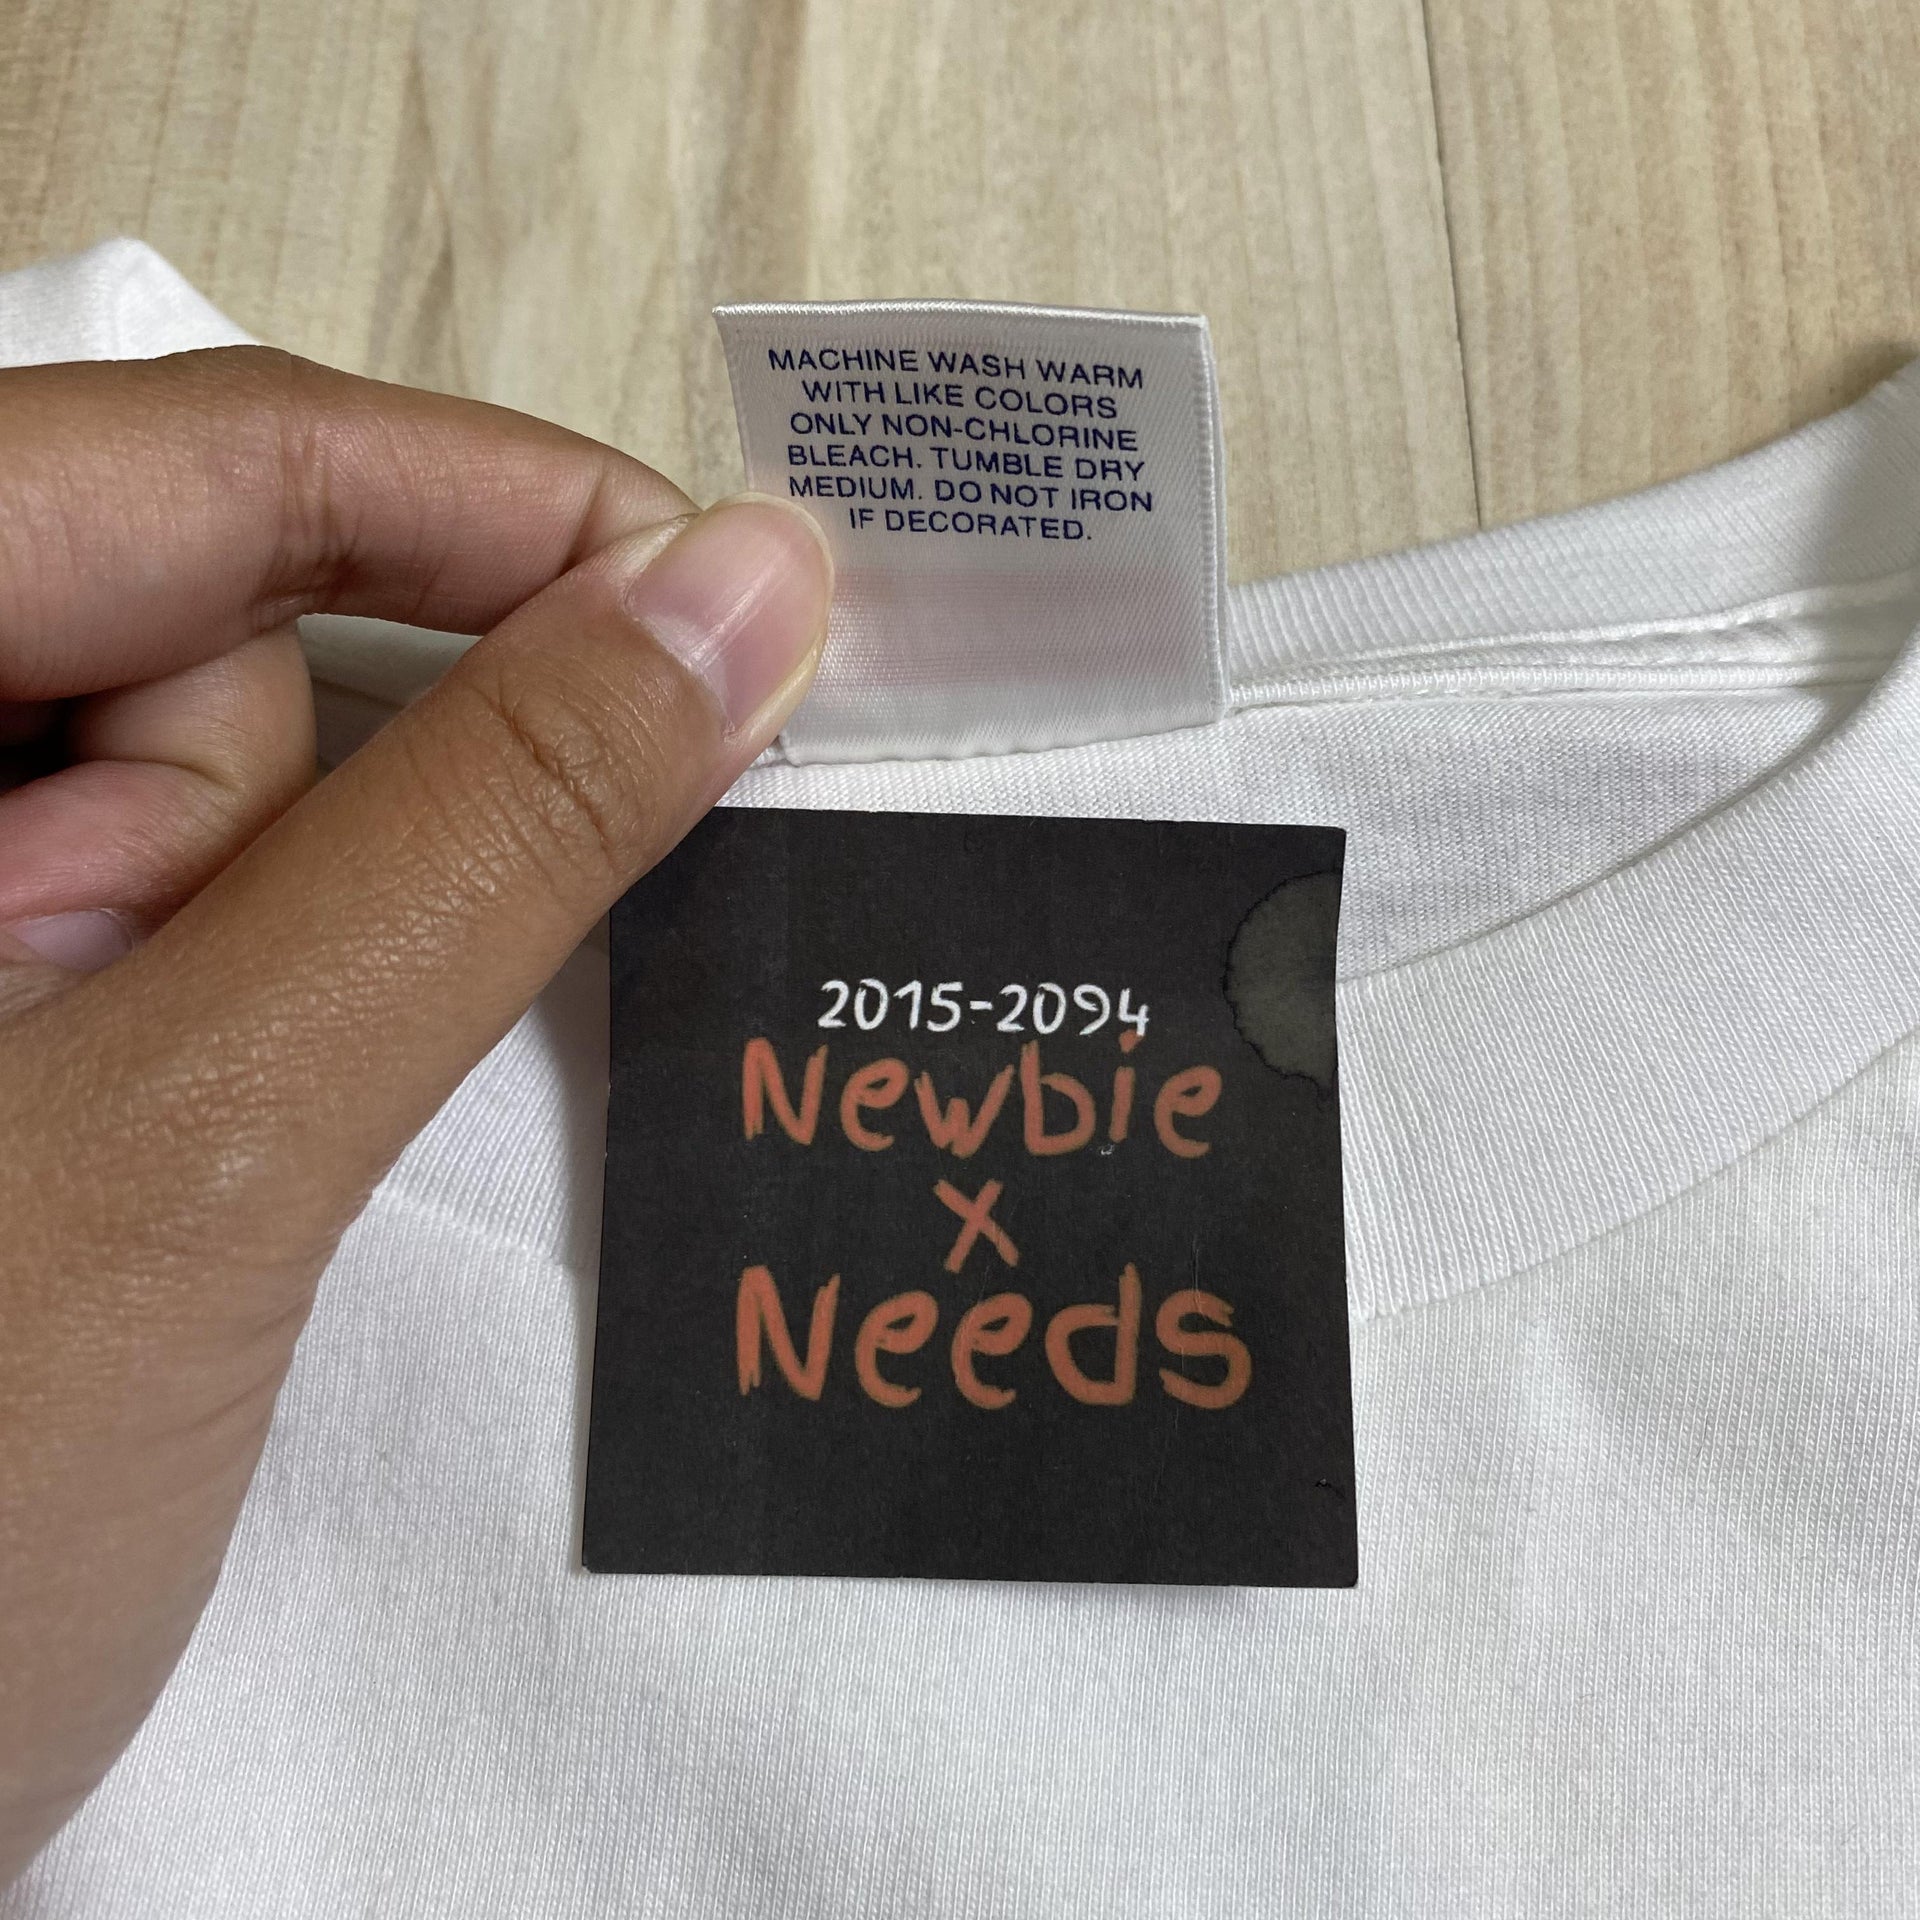 MACHINE WASH WARM
WITH LIKE COLORS
ONLY NON-CHLORINE
BLEACH. TUMBLE DRY
MEDIUM. DO NOT IRON
IF DECORATED.
2015-2094
Newbie
x
Needs